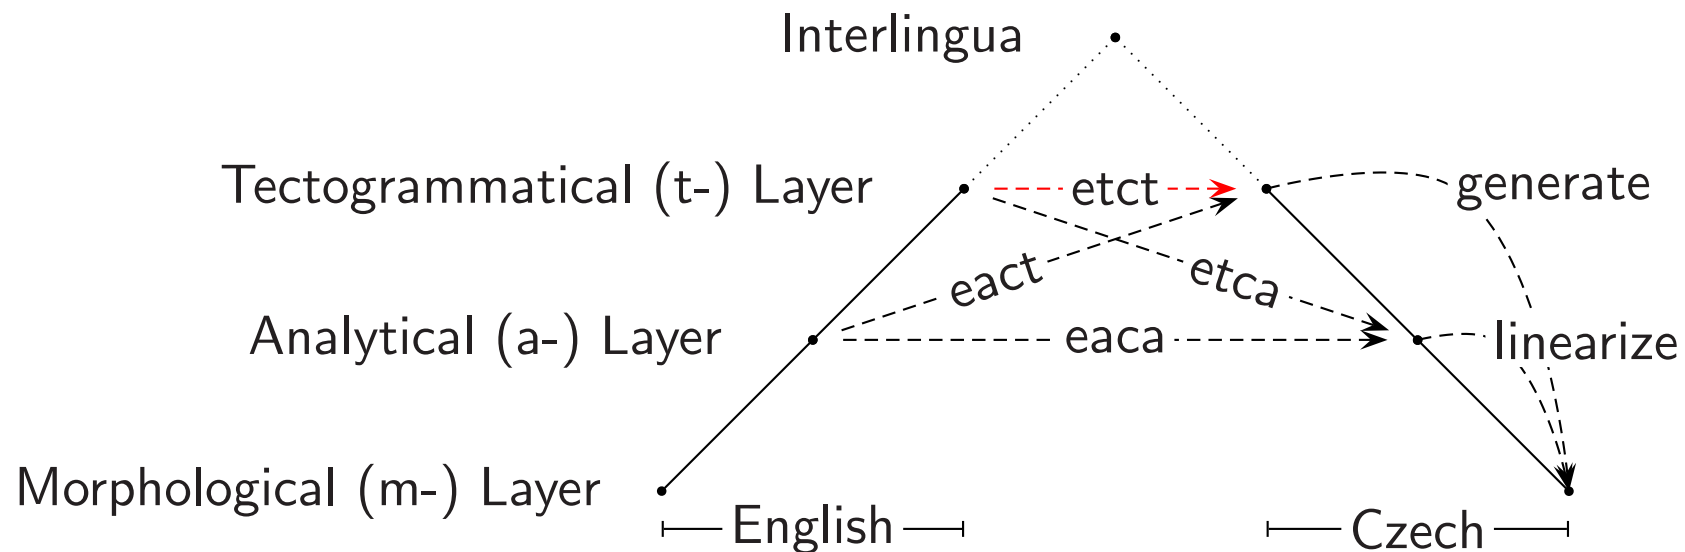 Interlingua
Tectogrammatical (t-) Layer
etct
generate
eact
etca
Analytical (a-) Layer
eaca
linearize
Morphological (m-) Layer
English
Czech